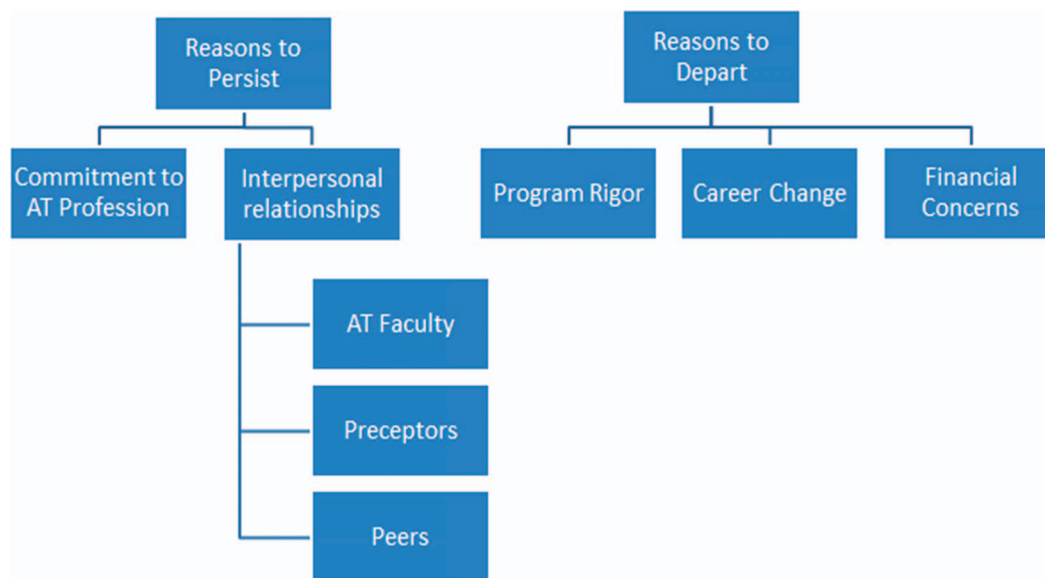 Reasons to
Persist
Reasons to
Depart
Commitment to
AT Profession
Interpersonal
relationships
Program Rigor
Career Change
Financial
Concerns
AT Faculty
Preceptors
Peers